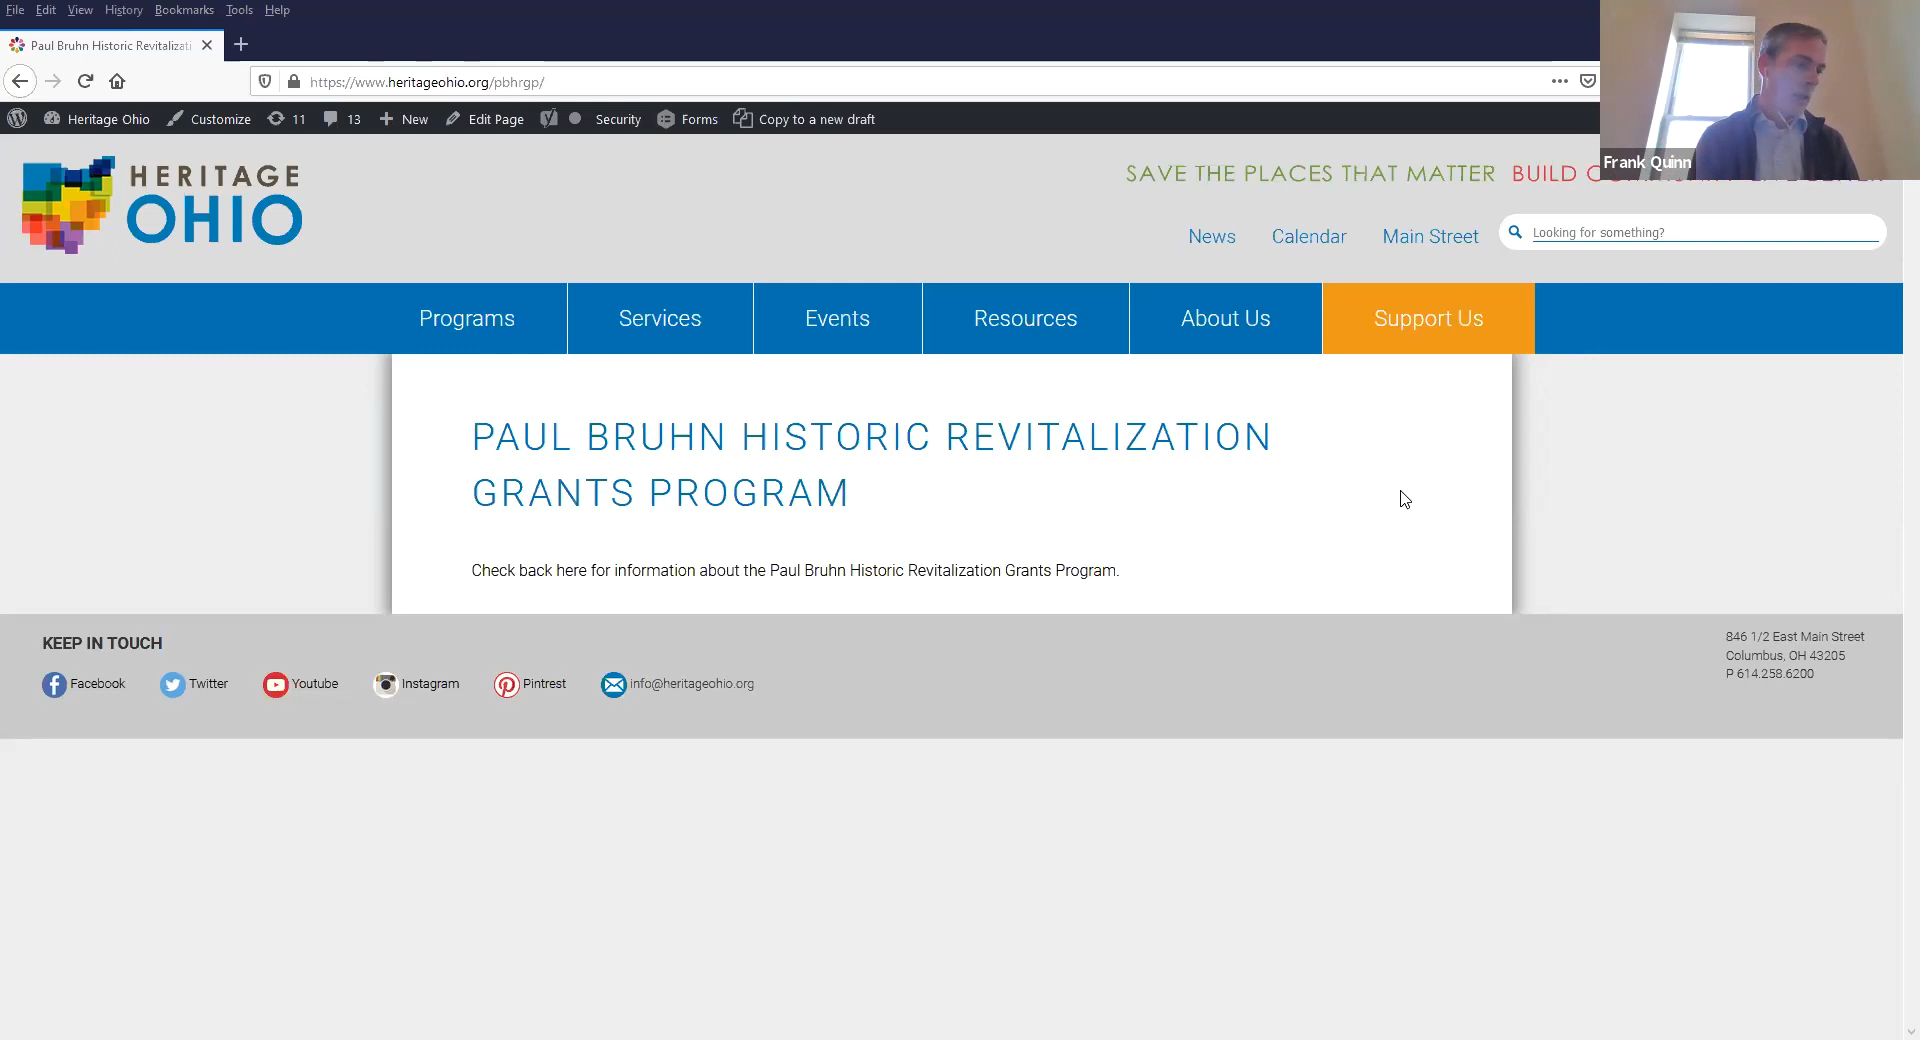 File Edit View History Bookmarks Tools Help
Paul Bruhn Historic Revitalizati
https://www.heritageohio.org/pbhrgp/
Heritage Ohio Customize 11 13 New Edit Page Security Forms Copy to a new draft
Frank Quinn
HERITAGE
OHIO
SAVE THE PLACES THAT MATTER BUILD
News Calendar Main Street Looking for something?
Programs Services Events Resources About Us Support Us
PAUL BRUHN HISTORIC REVITALIZATION
GRANTS PROGRAM
Check back here for information about the Paul Bruhn Historic Revitalization Grants Program.
KEEP IN TOUCH
Facebook Twitter Youtube Instagram Pintrest info@heritageohio.org
846 1/2 East Main Street
Columbus, OH 43205
P 614.258.6200